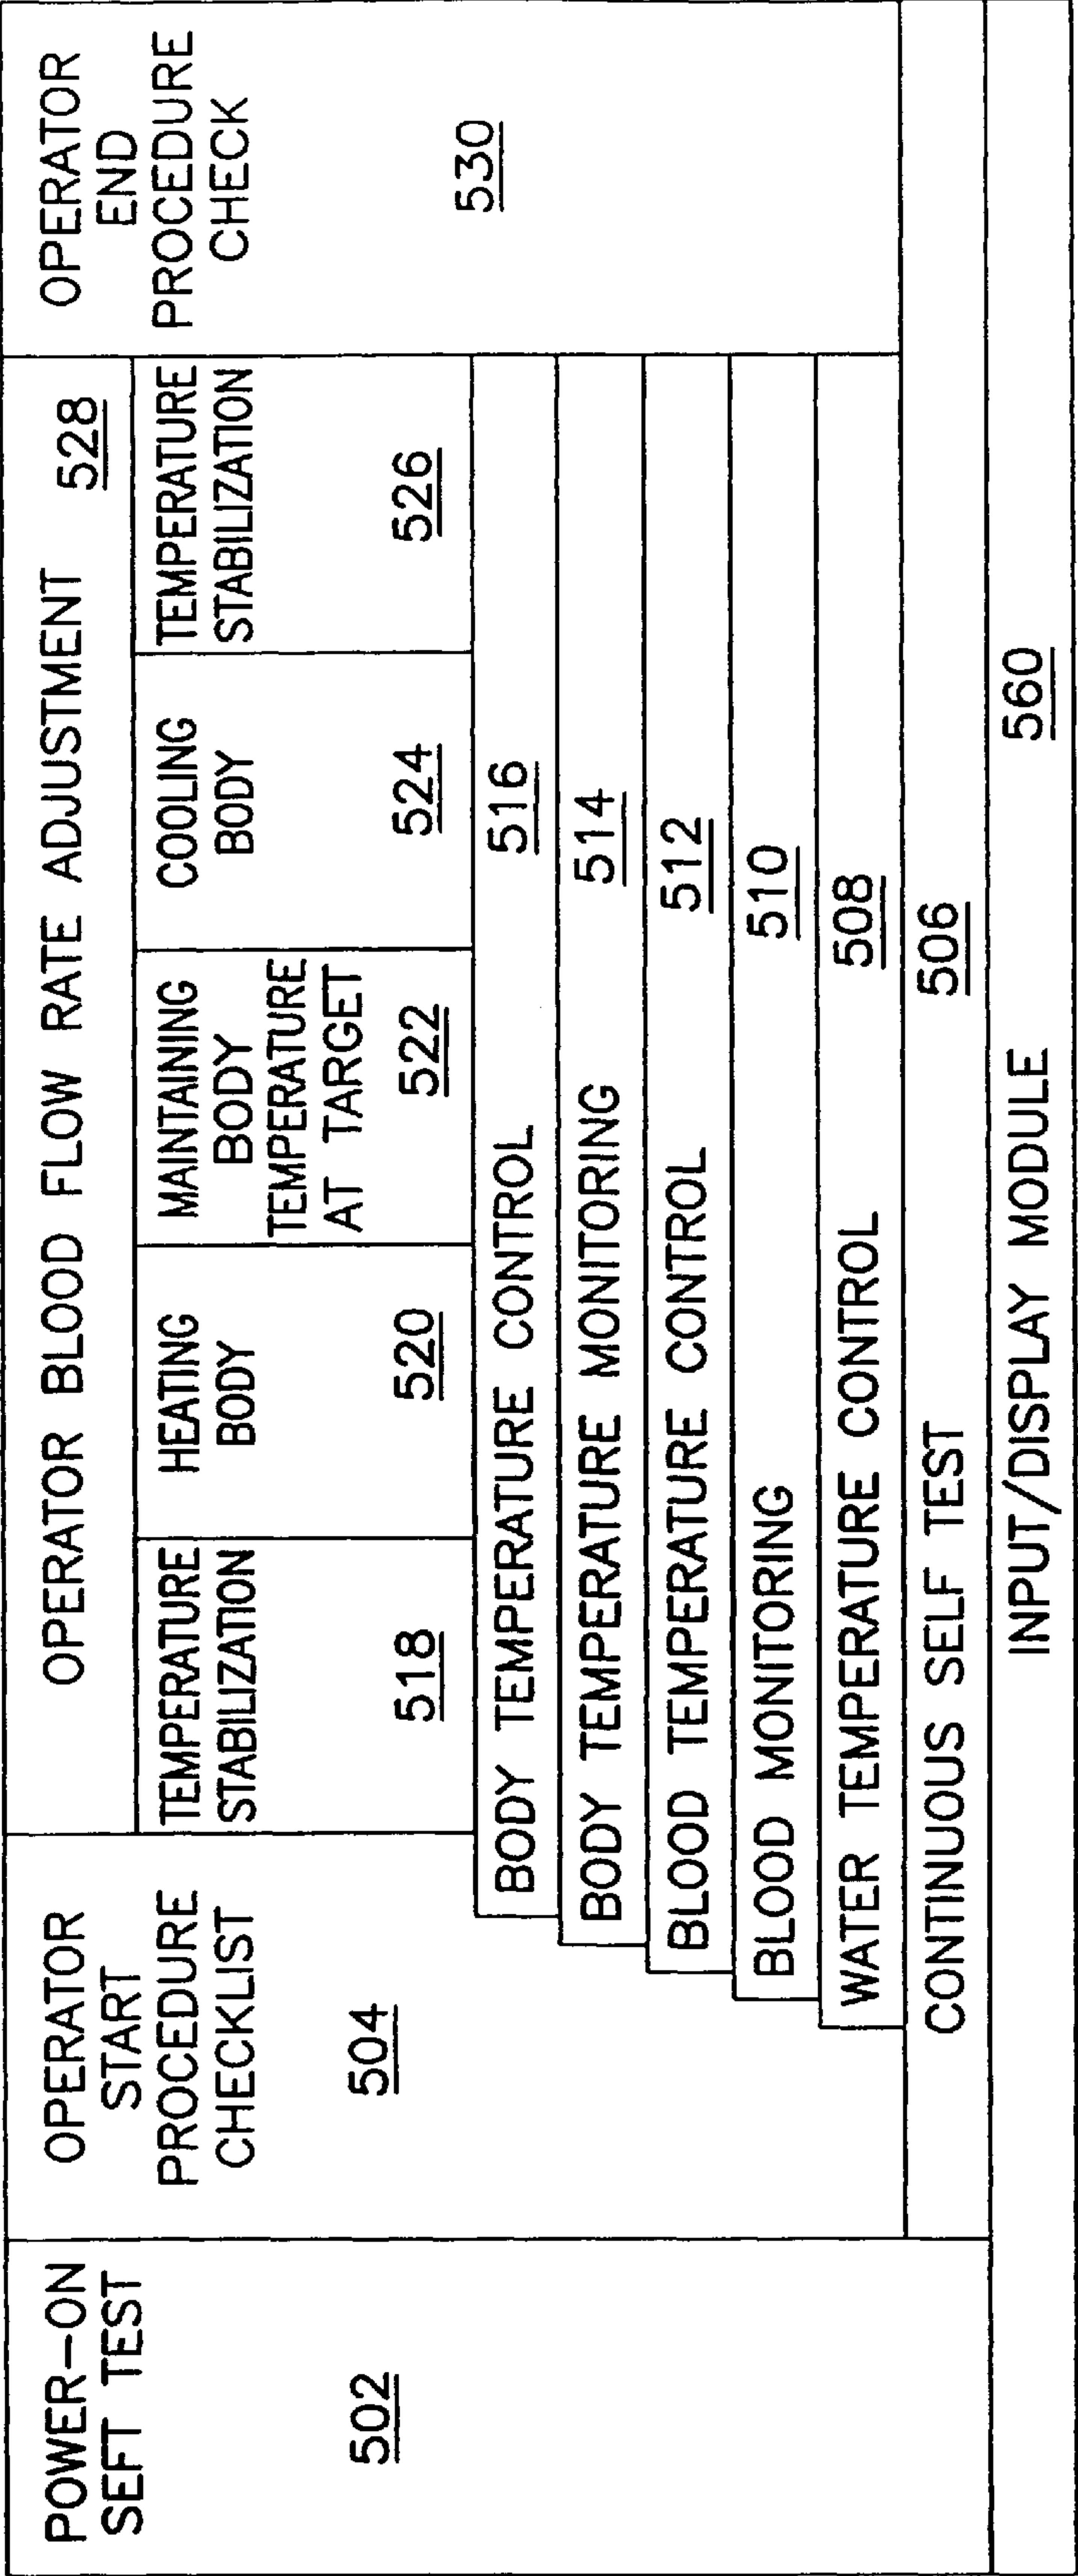 POWER-ON
SEFT TEST
502
OPERATOR
START
PROCEDURE
CHECKLIST
504
OPERATOR BLOOD FLOW RATE ADJUSTMENT
528
TEMPERATURE
STABILIZATION
518
HEATING
BODY
520
MAINTAINING
BODY
TEMPERATURE
AT TARGET
522
COOLING
BODY
524
TEMPERATURE
STABILIZATION
526
BODY TEMPERATURE CONTROL 516
BODY TEMPERATURE MONITORING 514
BLOOD TEMPERATURE CONTROL 512
BLOOD MONITORING 510
WATER TEMPERATURE CONTROL 508
CONTINUOUS SELF TEST 506
INPUT/DISPLAY MODULE 560
OPERATOR
END
PROCEDURE
CHECK
530